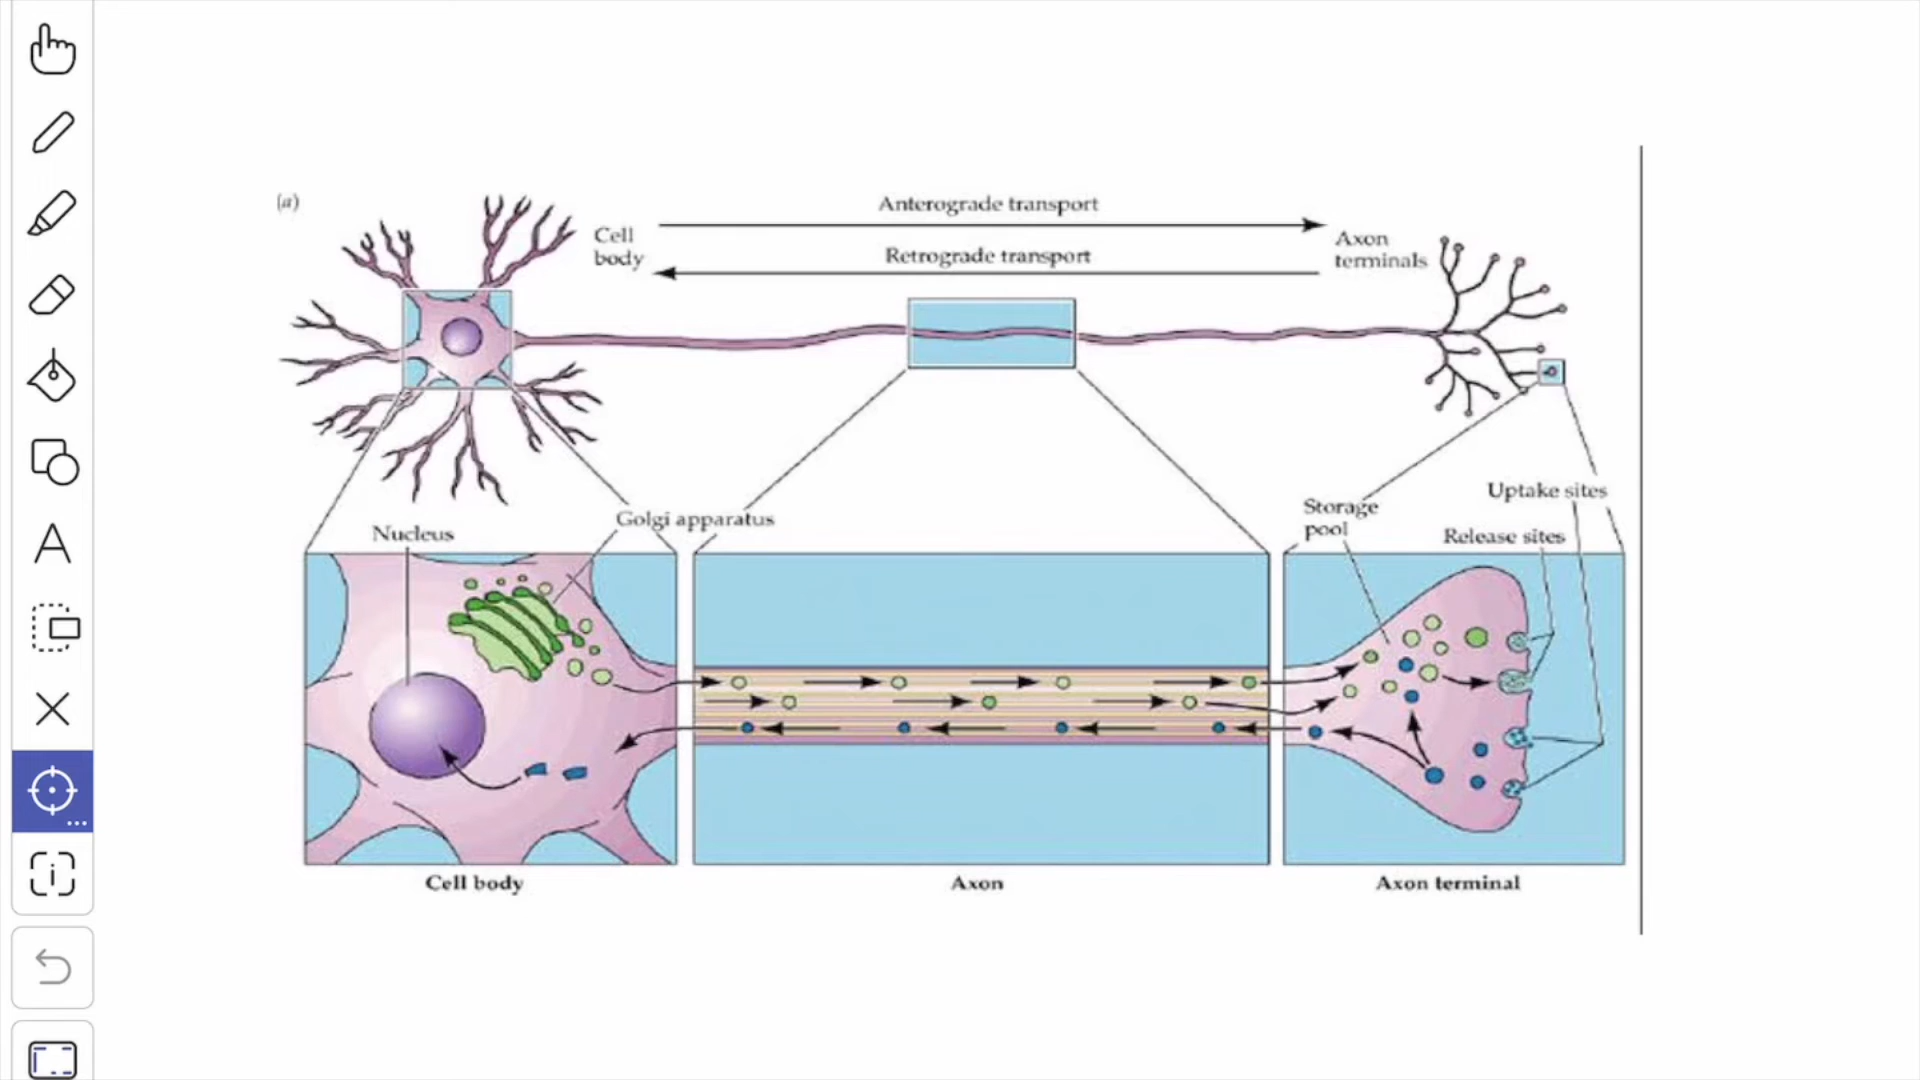 (a)
Anterograde transport
Cell
body
Retrograde transport
Axon
terminals
Uptake sites
Storage
pool
Golgi apparatus
Nucleus
Release sites
Cell body
Axon
Axon terminal
A
i